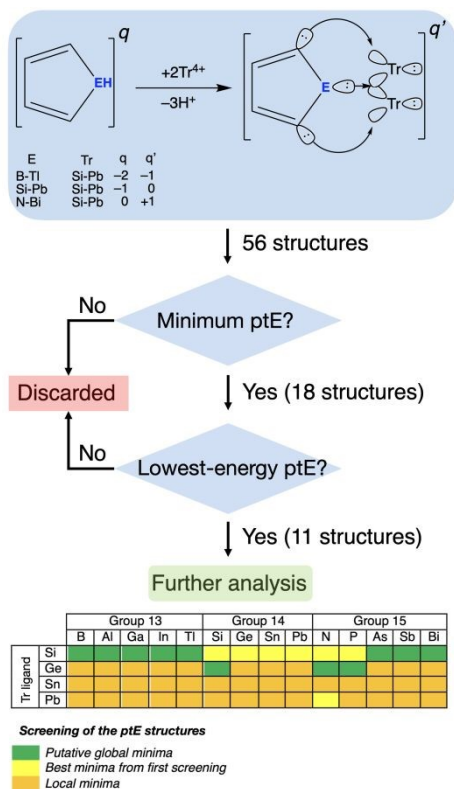 q
q'
EH
+2Tr4+
–3H+
E
Tr
Tr
E Tr q q'
B-Tl Si-Pb –2 –1
Si-Pb Si-Pb –1 0
N-Bi Si-Pb 0 +1
56 structures
No
Minimum ptE?
Discarded
Yes (18 structures)
No
Lowest-energy ptE?
Yes (11 structures)
Further analysis
Group 13 Group 14 Group 15
B Al Ga In Tl Si Ge Sn Pb N P As Sb Bi
Tr ligand
Si
Ge
Sn
Pb
Screening of the ptE structures
Putative global minima
Best minima from first screening
Local minima